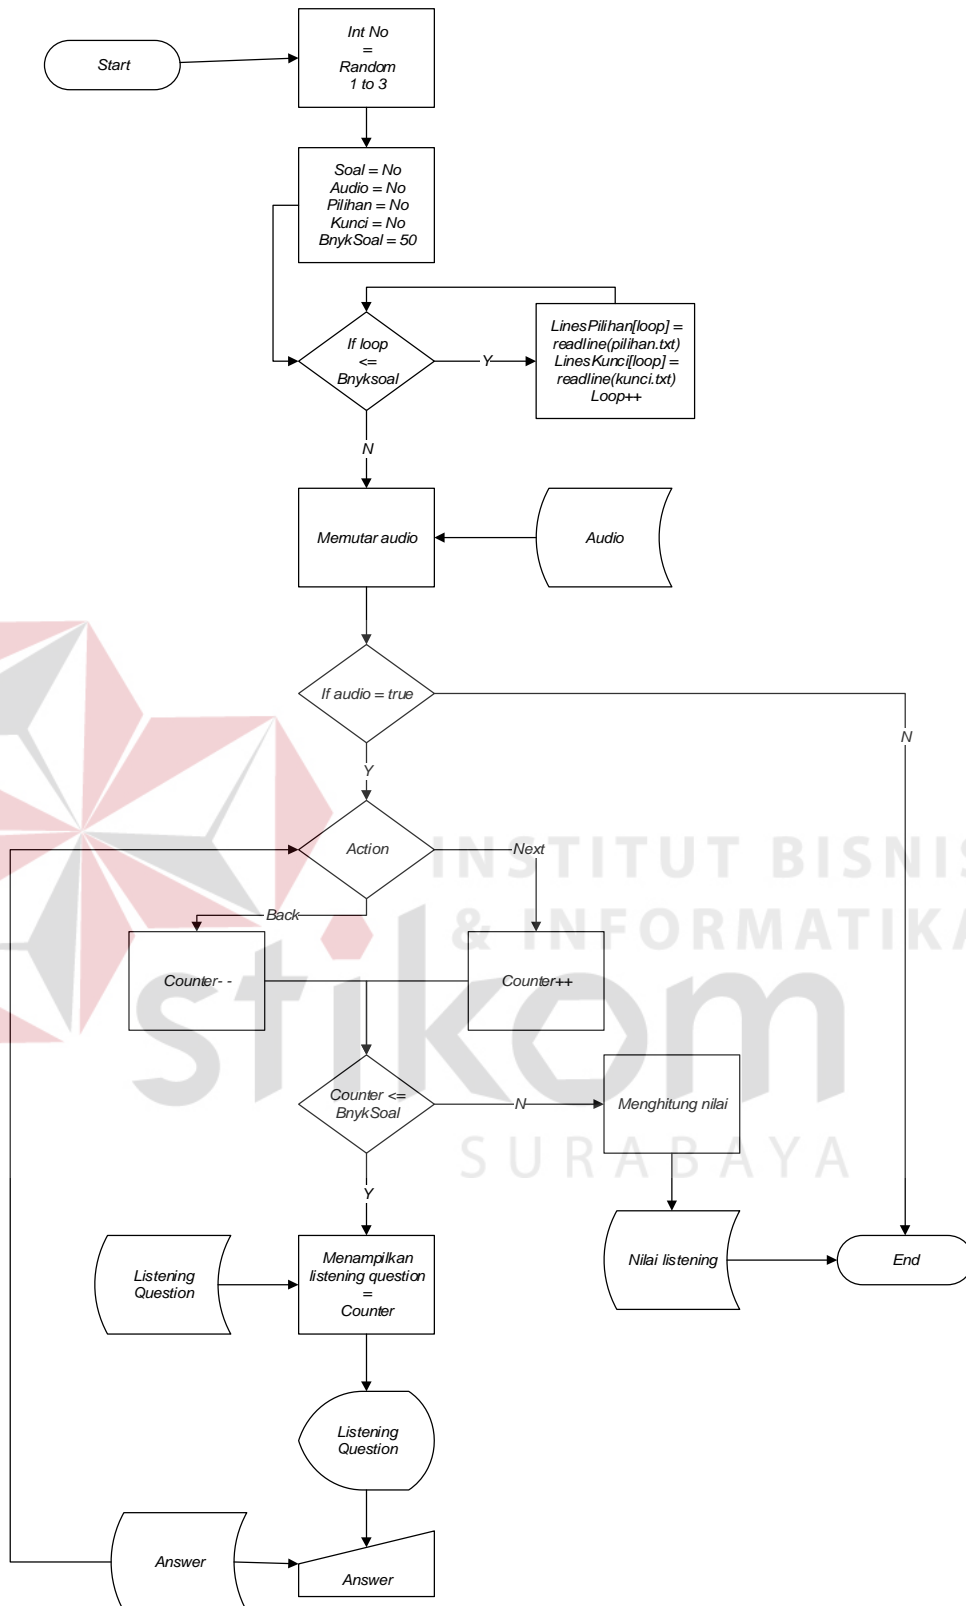 Start
Int No
=
Random
1 to 3
Soal = No
Audio = No
Pilihan = No
Kunci = No
BnykSoal = 50
If loop
<=
Bnyksoal
Y
LinesPilihan[loop] =
readline(pilihan.txt)
LinesKunci[loop] =
readline(kunci.txt)
Loop++
N
Memutar audio
Audio
If audio = true
N
Y
Action
Next
Back
INSTITUT BISNIS
& INFORMATIKA
stikom
SURABAYA
Counter- -
Counter++
Counter <=
BnykSoal
N
Menghitung nilai
Y
Listening
Question
Menampilkan
listening question
=
Counter
Nilai listening
End
Listening
Question
Answer
Answer